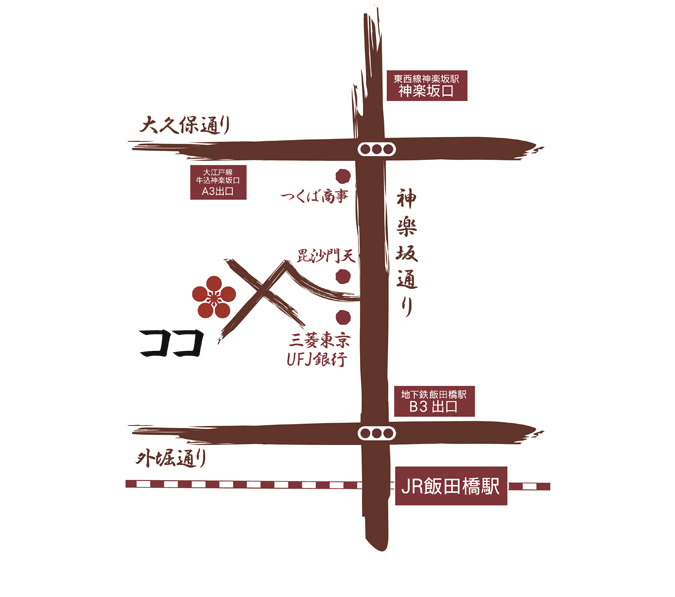 東西線神楽坂駅
神楽坂口
大久保通り
大江戸線
牛込神楽坂口
A3出口
つくば商事
神楽坂通り
毘沙門天
ココ
三菱東京
UFJ銀行
地下鉄飯田橋駅
B3出口
外堀通り
JR飯田橋駅